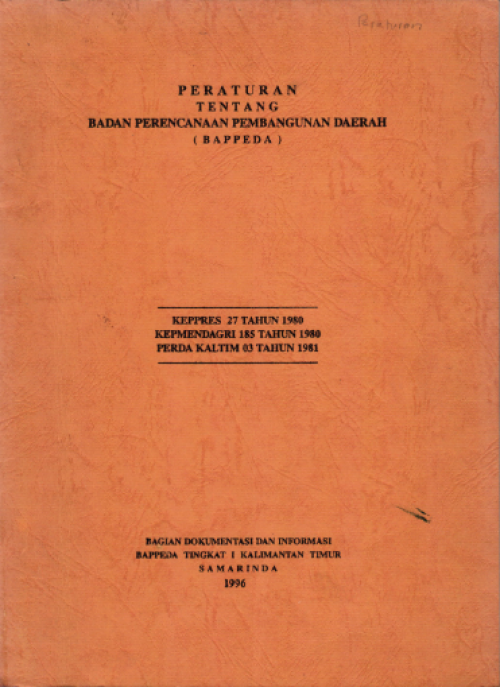 PERATURAN
TENTANG
BADAN PERENCANAAN PEMBANGUNAN DAERAH
( BAPPEDA )
KEPPRES 27 TAHUN 1980
KEPMENDAGRI 185 TAHUN 1980
PERDA KALTIM 03 TAHUN 1981
BAGIAN DOKUMENTASI DAN INFORMASI
BAPPEDA TINGKAT I KALIMANTAN TIMUR
SAMARINDA
1996